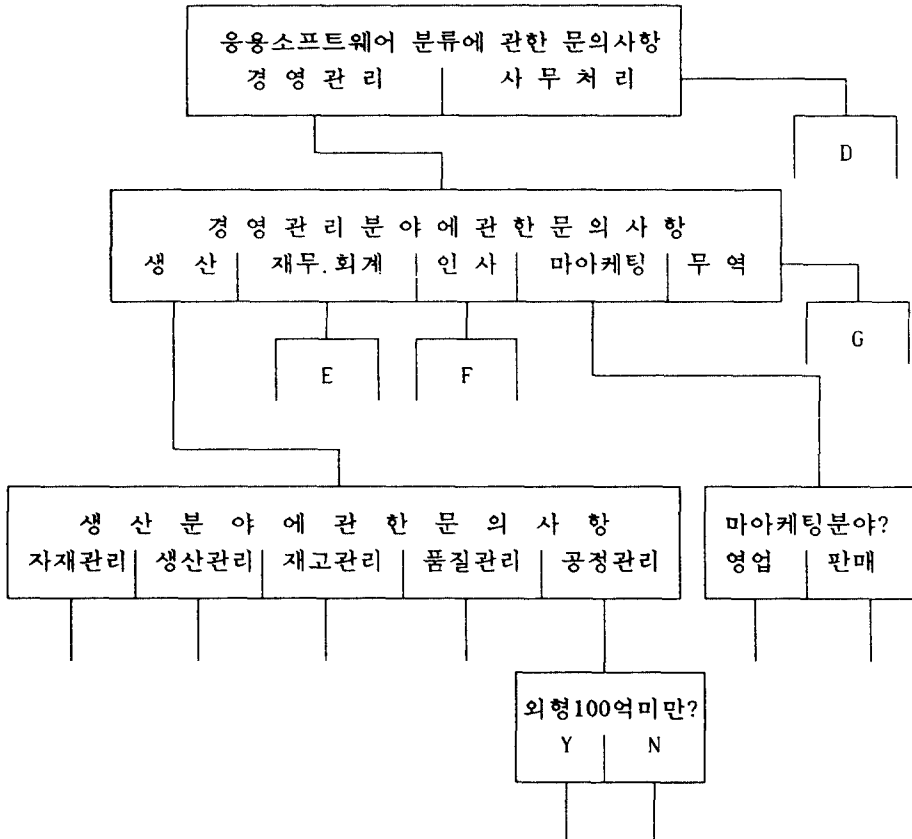 응용소프트웨어 분류에 관한 문의사항
경 영 관 리 사 무 처 리
D
경 영 관 리 분 야 에 관 한 문 의 사 항
생 산 재무.회계 인 사 마아케팅 무 역
G
E F
생 산 분 야 에 관 한 문 의 사 항
자재관리 생산관리 재고관리 품질관리 공정관리
마아케팅분야?
영업 판매
외형100억미만?
Y N